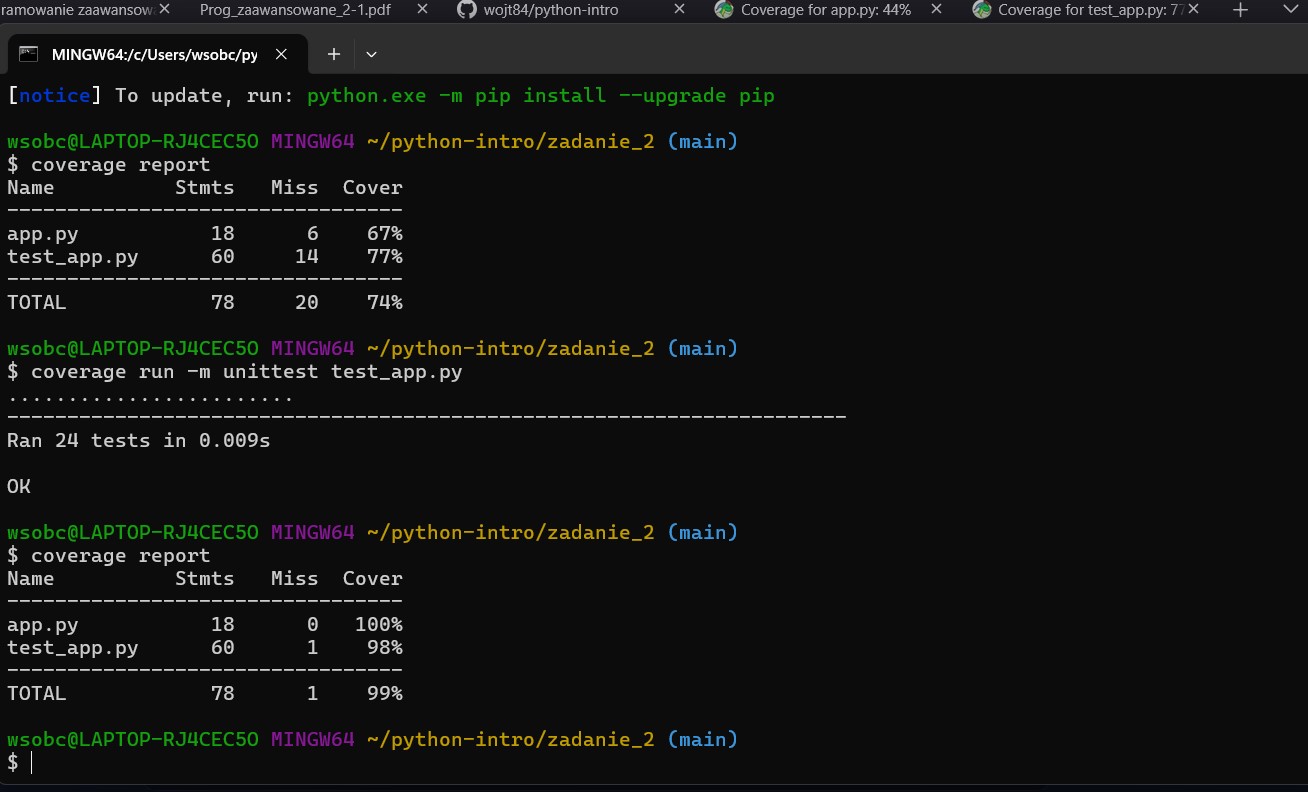 ramowanie zaawansow
Prog_zaawansowane_2-1.pdf
wojt84/python-intro
Coverage for app.py: 44%
Coverage for test_app.py: 77
MINGW64:/c/Users/wsobc/py
[notice] To update, run: python.exe -m pip install --upgrade pip
wsobc@LAPTOP-RJ4CEC5O MINGW64 ~/python-intro/zadanie_2 (main)
$ coverage report
Name          Stmts   Miss  Cover
---------------------------------
app.py           18      6    67%
test_app.py      60     14    77%
---------------------------------
TOTAL            78     20    74%
wsobc@LAPTOP-RJ4CEC5O MINGW64 ~/python-intro/zadanie_2 (main)
$ coverage run -m unittest test_app.py
........................
----------------------------------------------------------------------
Ran 24 tests in 0.009s
OK
wsobc@LAPTOP-RJ4CEC5O MINGW64 ~/python-intro/zadanie_2 (main)
$ coverage report
Name          Stmts   Miss  Cover
---------------------------------
app.py           18      0   100%
test_app.py      60      1    98%
---------------------------------
TOTAL            78      1    99%
wsobc@LAPTOP-RJ4CEC5O MINGW64 ~/python-intro/zadanie_2 (main)
$